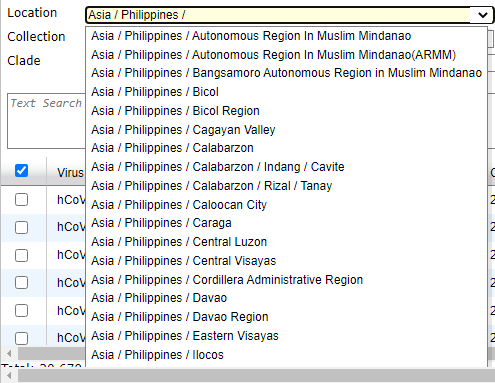 Location
Asia / Philippines /
Collection
Clade
Text Search
Asia / Philippines / Autonomous Region In Muslim Mindanao
Asia / Philippines / Autonomous Region In Muslim Mindanao(ARMM)
Asia / Philippines / Bangsamoro Autonomous Region in Muslim Mindanao
Asia / Philippines / Bicol
Asia / Philippines / Bicol Region
Asia / Philippines / Cagayan Valley
Asia / Philippines / Calabarzon
Asia / Philippines / Calabarzon / Indang / Cavite
Asia / Philippines / Calabarzon / Rizal / Tanay
Asia / Philippines / Caloocan City
Asia / Philippines / Caraga
Asia / Philippines / Central Luzon
Asia / Philippines / Central Visayas
Asia / Philippines / Cordillera Administrative Region
Asia / Philippines / Davao
Asia / Philippines / Davao Region
Asia / Philippines / Eastern Visayas
Asia / Philippines / Ilocos
Virus
hCoV
hCoV
hCoV
hCoV
hCoV
hCoV